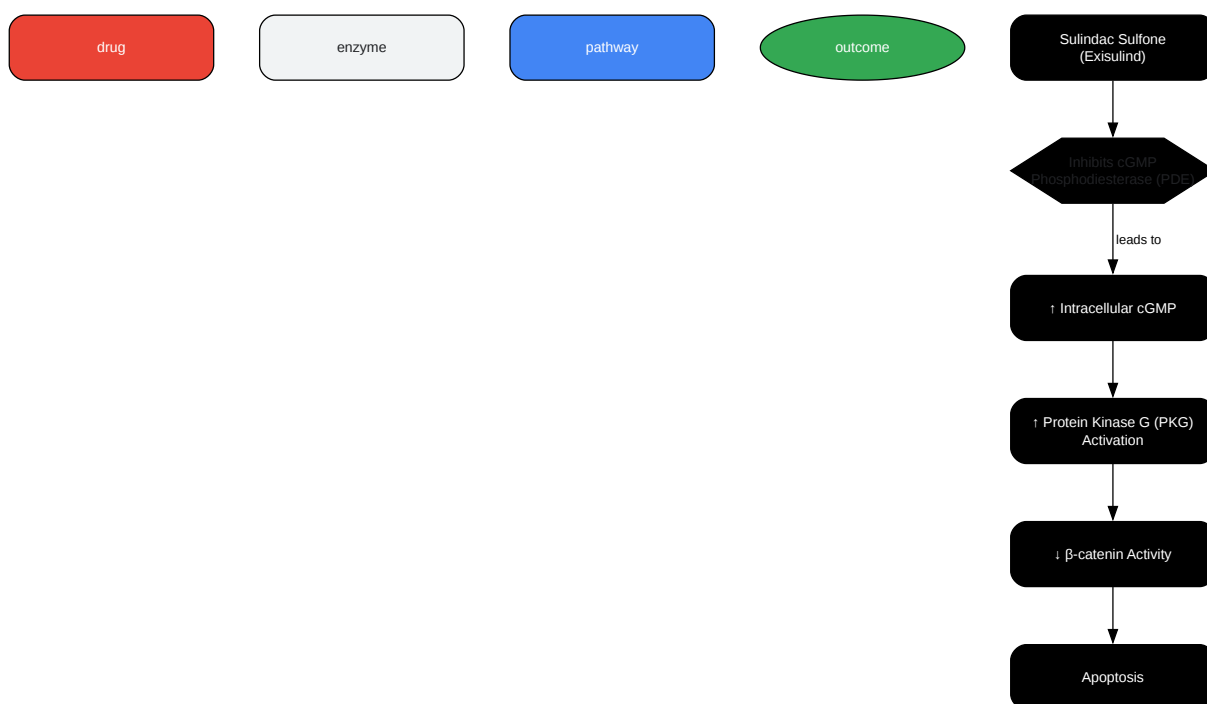 drug
enzyme
pathway
outcome
Sulindac Sulfone
(Exisulind)
Inhibits cGMP
Phosphodiesterase (PDE)
leads to
↑ Intracellular cGMP
↑ Protein Kinase G (PKG)
Activation
↓ β-catenin Activity
Apoptosis